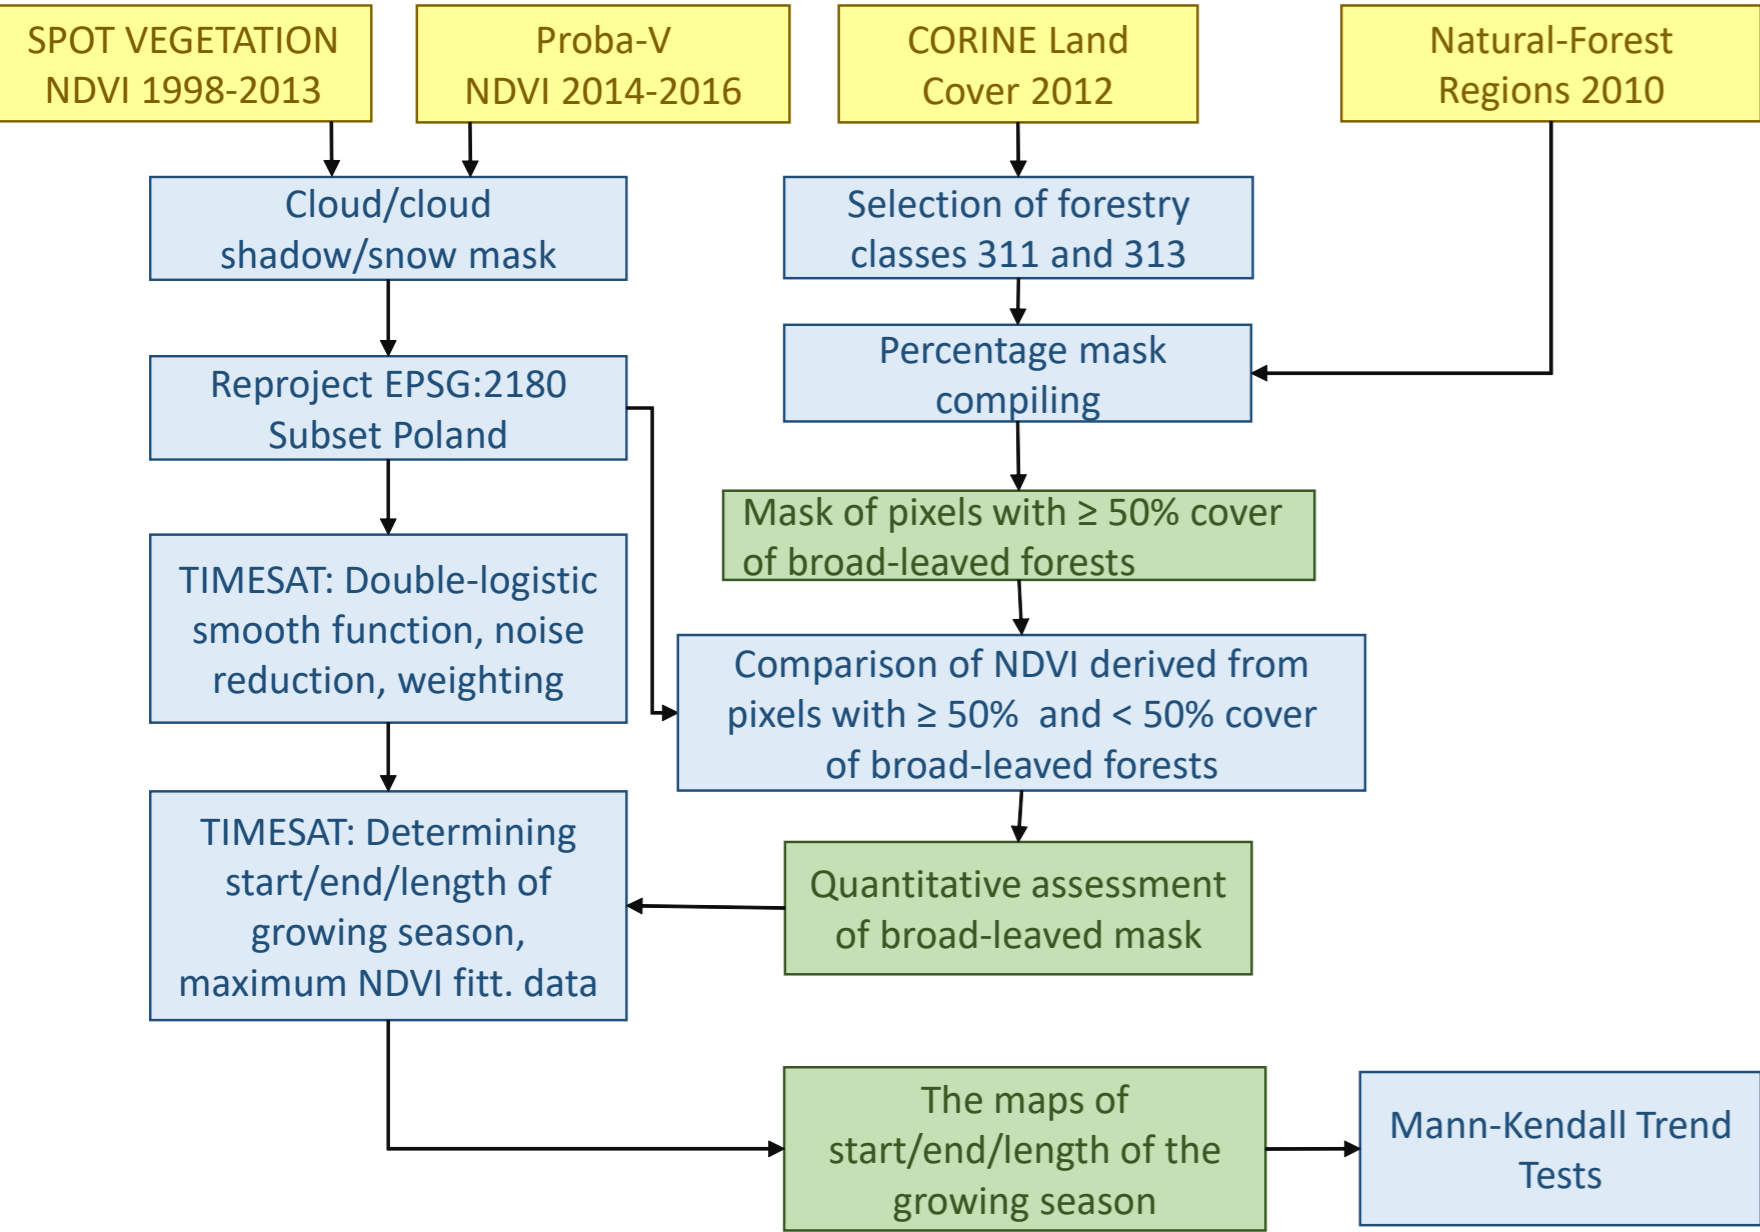 SPOT VEGETATION
NDVI 1998-2013
Proba-V
NDVI 2014-2016
CORINE Land
Cover 2012
Natural-Forest
Regions 2010
Cloud/cloud
shadow/snow mask
Selection of forestry
classes 311 and 313
Reproject EPSG:2180
Subset Poland
Percentage mask
compiling
Mask of pixels with ≥ 50% cover
of broad-leaved forests
TIMESAT: Double-logistic
smooth function, noise
reduction, weighting
Comparison of NDVI derived from
pixels with ≥ 50% and < 50% cover
of broad-leaved forests
TIMESAT: Determining
start/end/length of
growing season,
maximum NDVI fitt. data
Quantitative assessment
of broad-leaved mask
The maps of
start/end/length of the
growing season
Mann-Kendall Trend
Tests